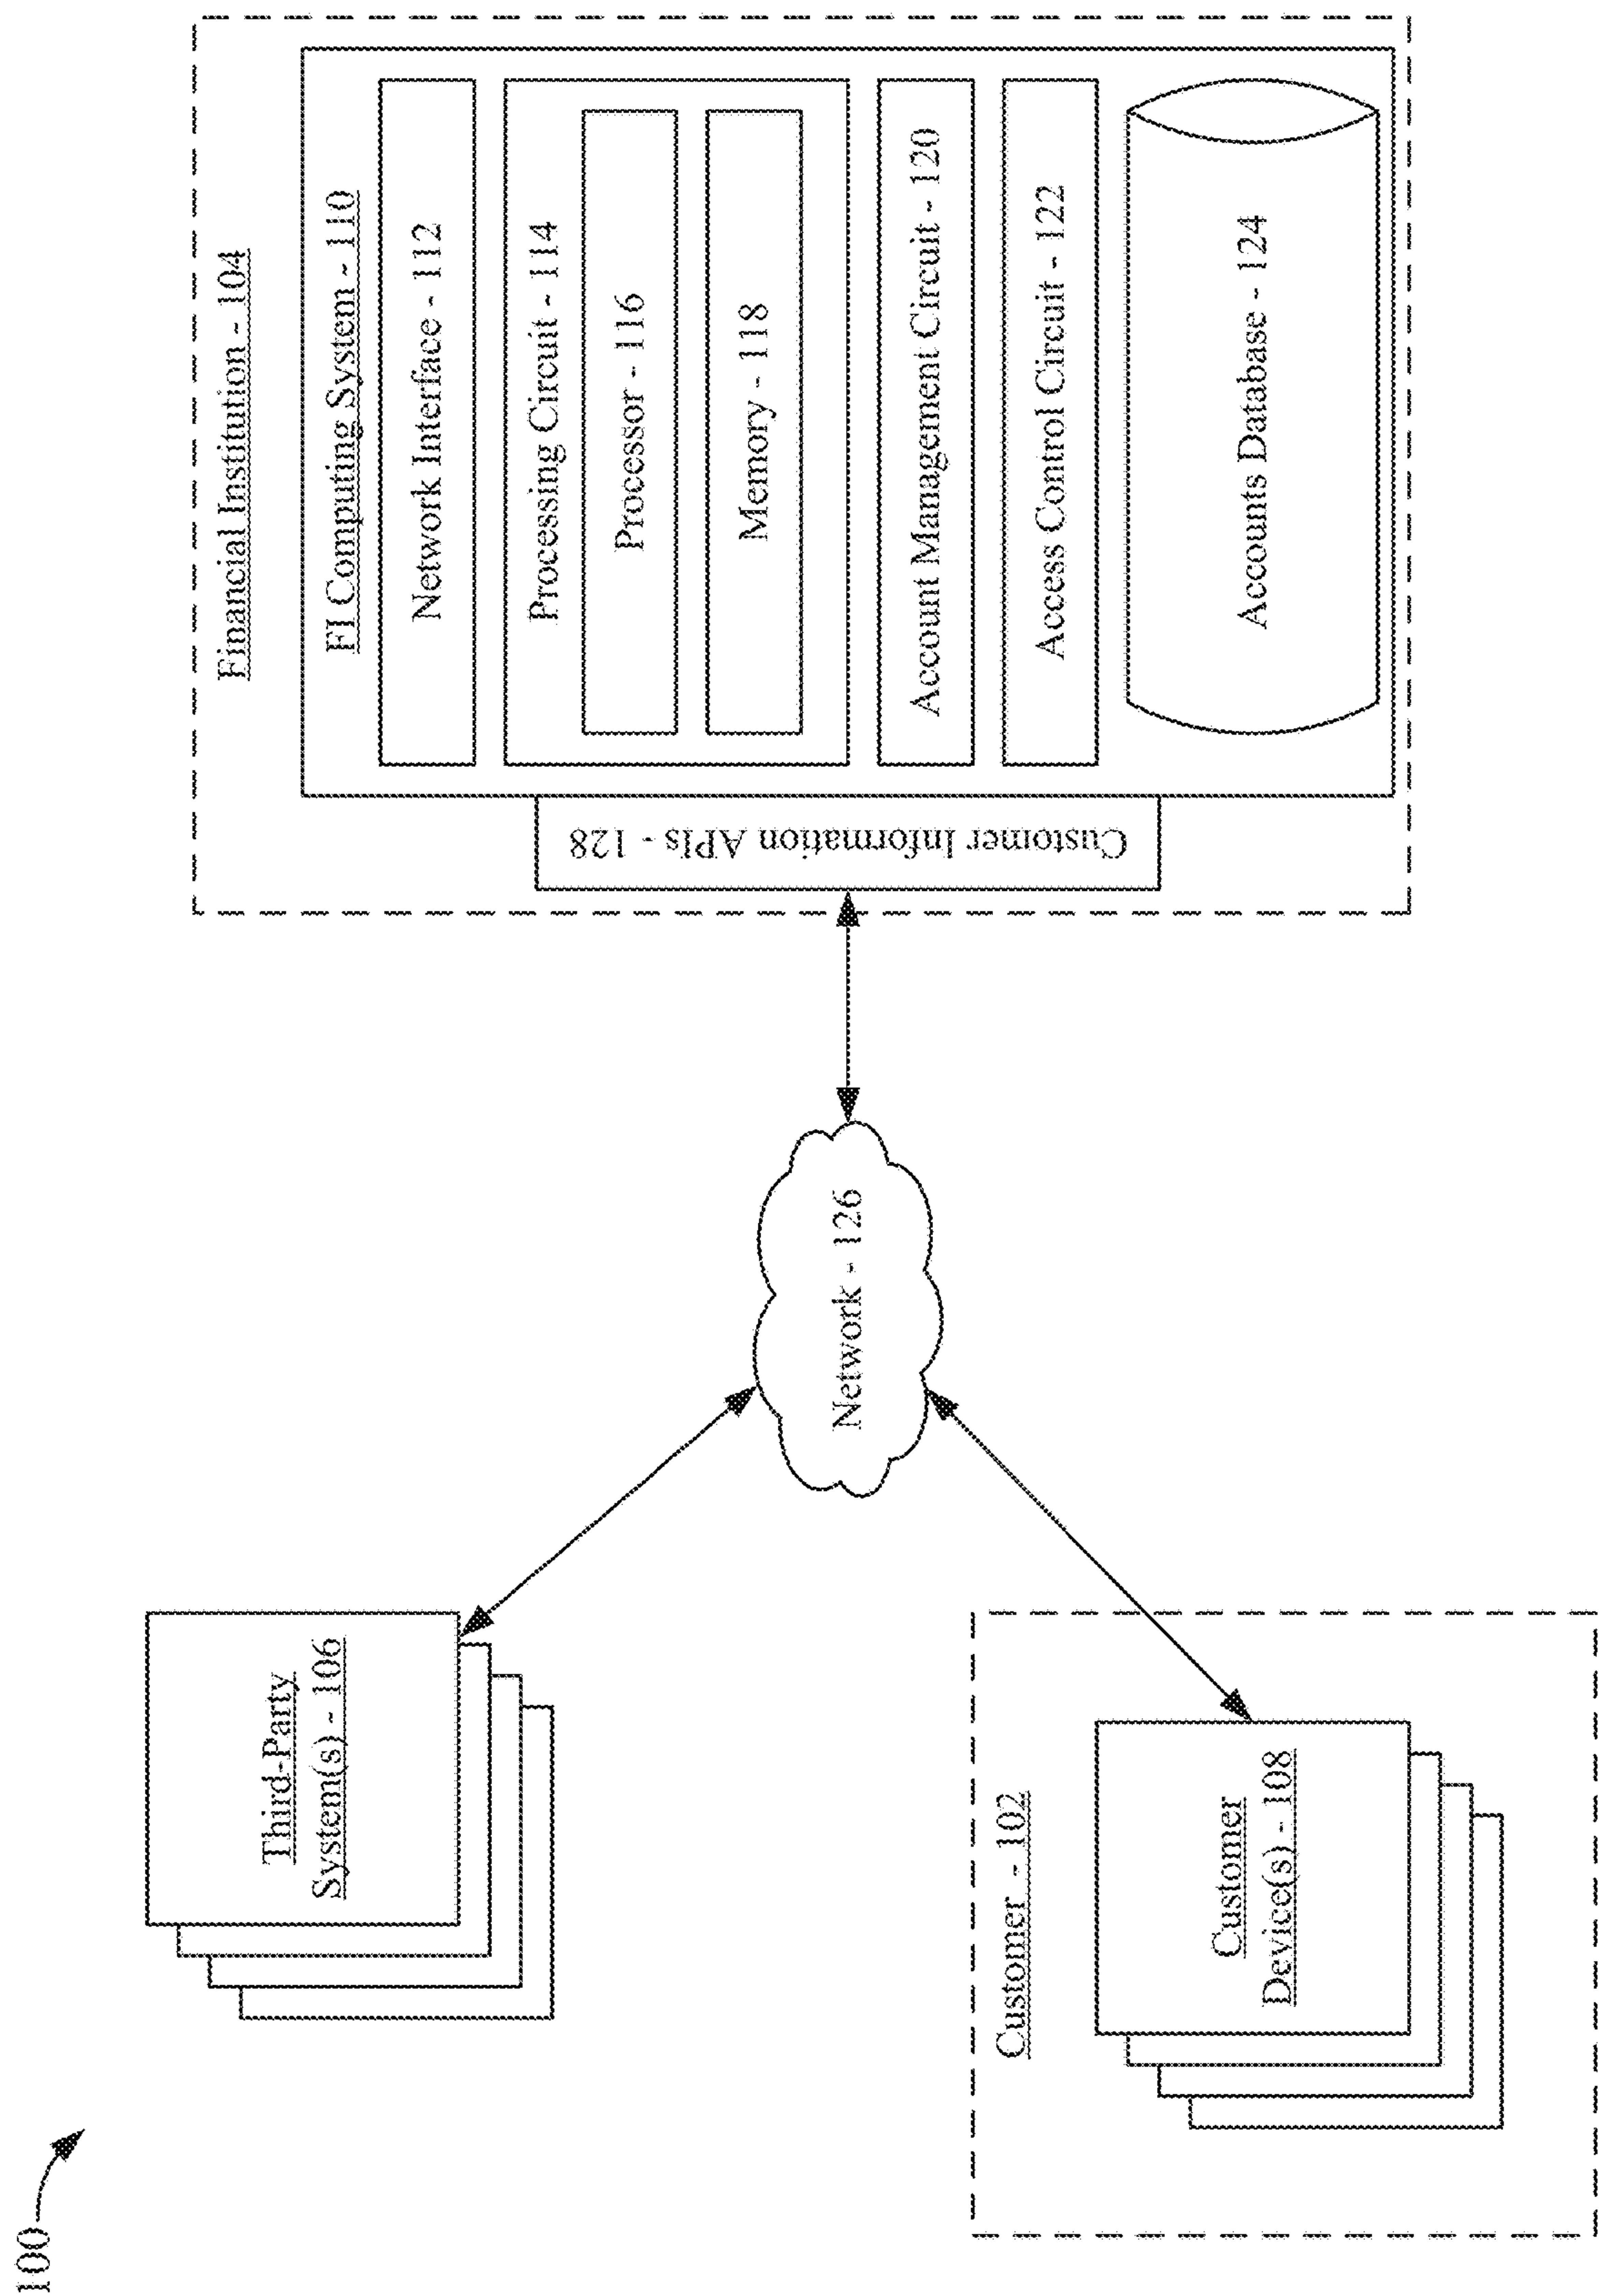 100
Third-Party
System(s) - 106
Customer - 102
Customer
Device(s) - 108
Network - 126
Financial Institution - 104
Customer Information APIs - 128
FI Computing System - 110
Network Interface - 112
Processing Circuit - 114
Processor - 116
Memory - 118
Account Management Circuit - 120
Access Control Circuit - 122
Accounts Database - 124